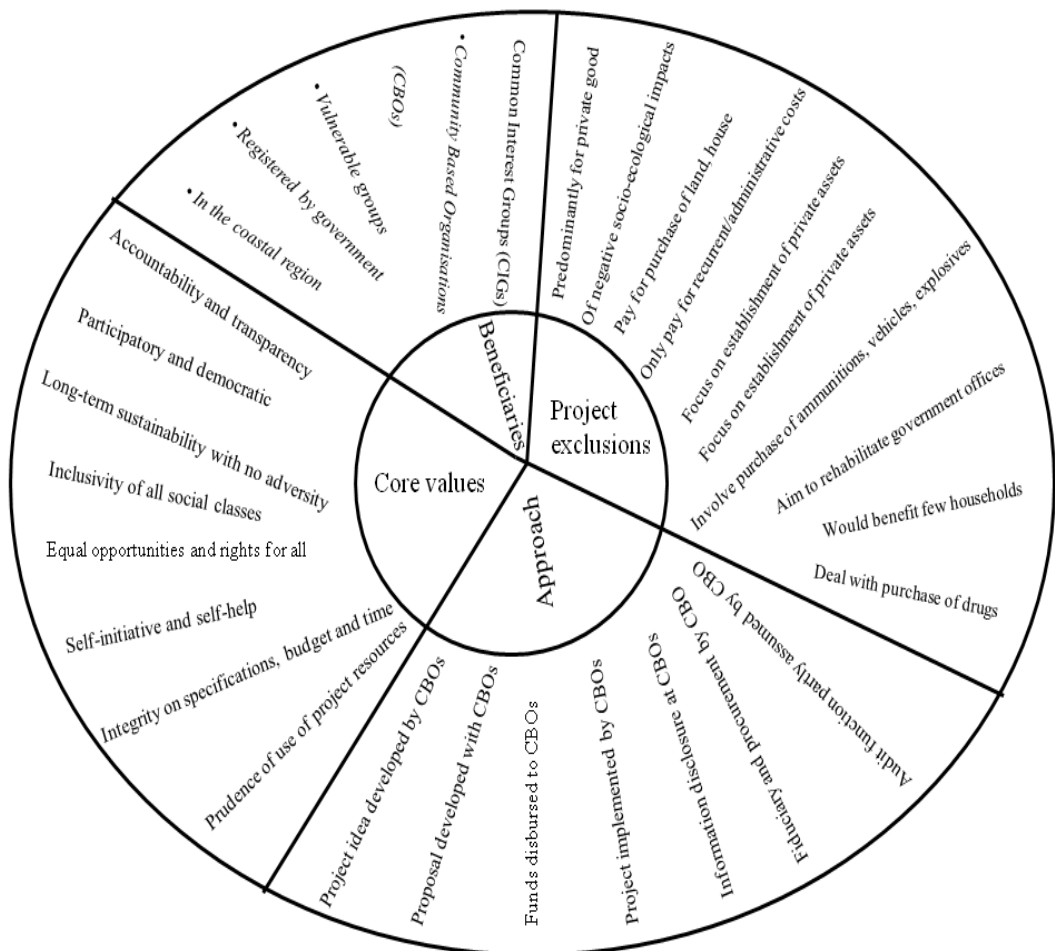 Beneficiaries
• In the coastal region
• Registered by government
• Vulnerable groups
(CBOs)
• Community Based Organisations
Common Interest Groups (CIGs)
Project
exclusions
Predominantly for private good
Of negative socio-ecological impacts
Pay for purchase of land, house
Only pay for recurrent/administrative costs
Focus on establishment of private assets
Focus on establishment of private assets
Involve purchase of ammunitions, vehicles, explosives
Aim to rehabilitate government offices
Would benefit few households
Deal with purchase of drugs
Core values
Accountability and transparency
Participatory and democratic
Long-term sustainability with no adversity
Inclusivity of all social classes
Equal opportunities and rights for all
Self-initiative and self-help
Integrity on specifications, budget and time
Prudence of use of project resources
Approach
Project idea developed by CBOs
Proposal developed with CBOs
Funds disbursed to CBOs
Project implemented by CBOs
Information disclosure at CBOs
Fiduciary and procurement by CBO
Audit function partly assumed by CBO